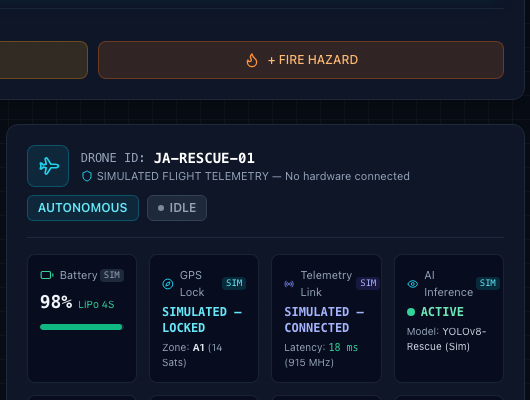 + FIRE HAZARD
DRONE ID: JA-RESCUE-01
SIMULATED FLIGHT TELEMETRY — No hardware connected
AUTONOMOUS
IDLE
Battery SIM
98% LiPo 4S
GPS Lock SIM
SIMULATED —
LOCKED
Zone: A1 (14
Sats)
Telemetry Link SIM
SIMULATED —
CONNECTED
Latency: 18 ms
(915 MHz)
AI Inference SIM
ACTIVE
Model: YOLOv8-
Rescue (Sim)